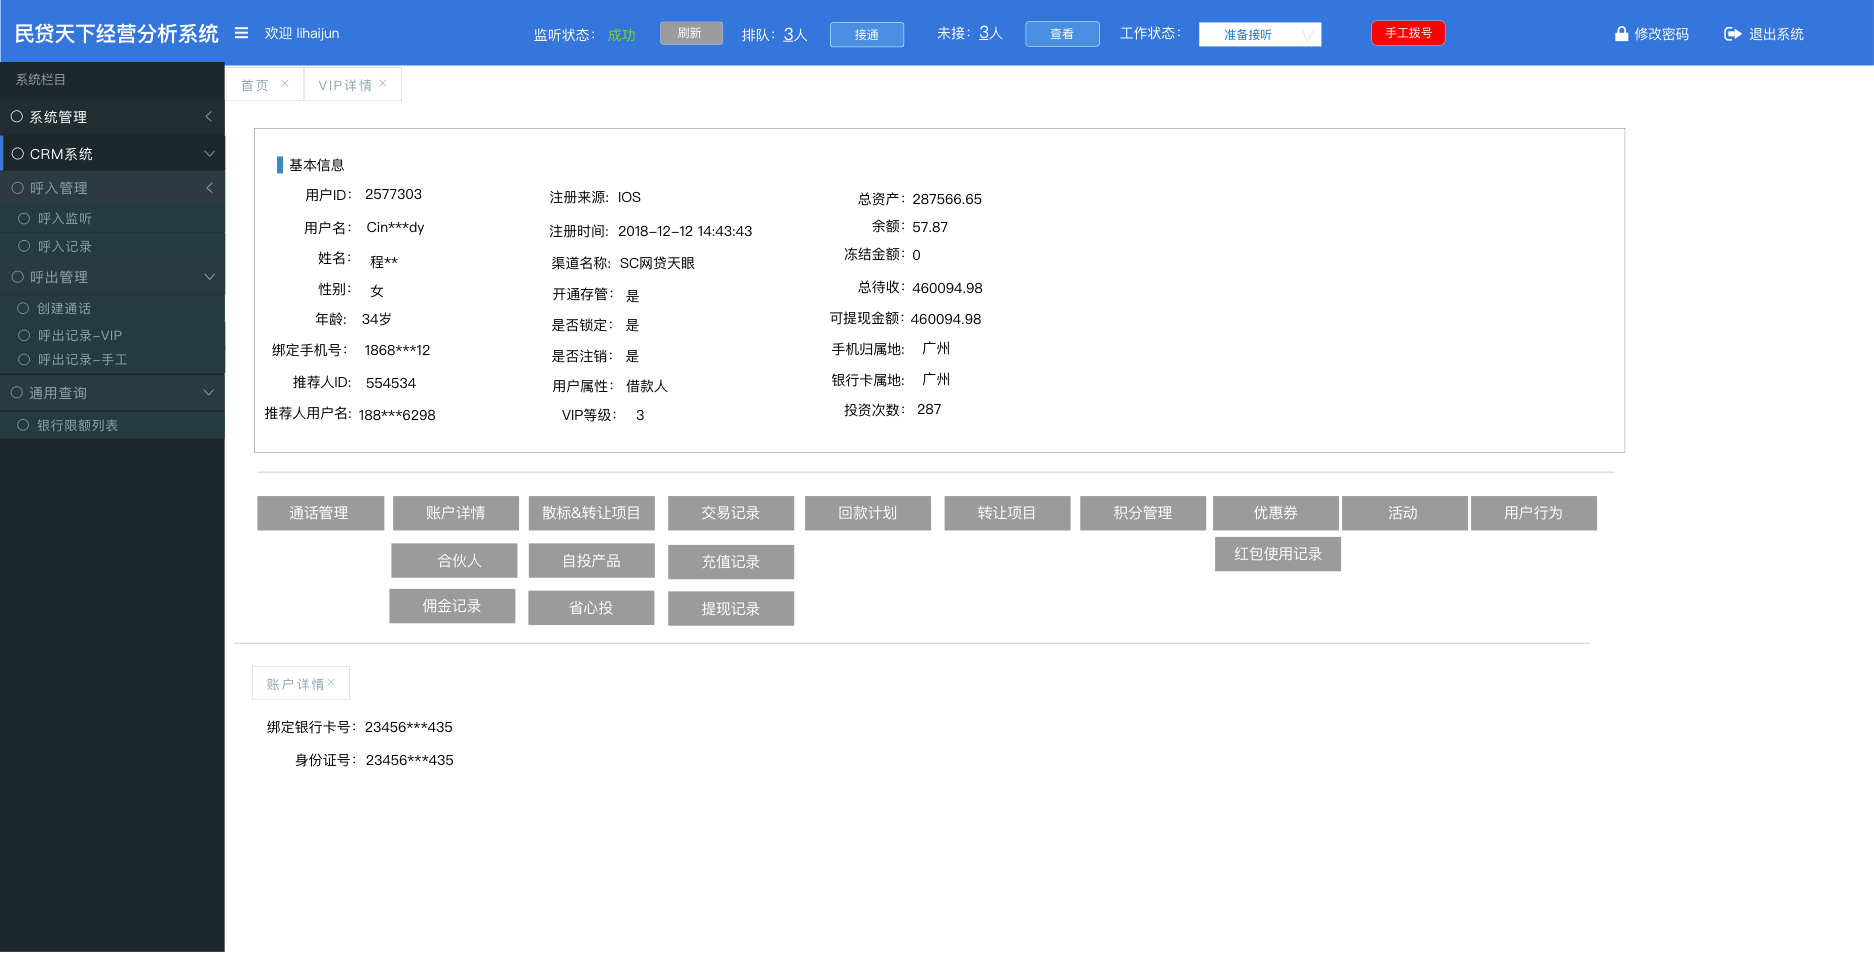 民贷天下经营分析系统
欢迎 lihaijun
监听状态： 成功
刷新
排队：3人
接通
未接：3人
查看
工作状态：
准备接听
手工拨号
修改密码
退出系统
系统栏目
系统管理
CRM系统
呼入管理
呼入监听
呼入记录
呼出管理
创建通话
呼出记录-VIP
呼出记录-手工
通用查询
银行限额列表
首页 ×
VIP详情 ×
基本信息
用户ID： 2577303
用户名： Cin***dy
姓名： 程**
性别： 女
年龄: 34岁
绑定手机号： 1868***12
推荐人ID: 554534
推荐人用户名: 188***6298
注册来源: IOS
注册时间: 2018-12-12 14:43:43
渠道名称: SC网贷天眼
开通存管： 是
是否锁定： 是
是否注销： 是
用户属性： 借款人
VIP等级： 3
总资产：287566.65
余额：57.87
冻结金额：0
总待收：460094.98
可提现金额：460094.98
手机归属地: 广州
银行卡属地: 广州
投资次数： 287
通话管理
账户详情
散标&转让项目
交易记录
回款计划
转让项目
积分管理
优惠券
活动
用户行为
合伙人
自投产品
充值记录
红包使用记录
佣金记录
省心投
提现记录
账户详情×
绑定银行卡号：23456***435
身份证号：23456***435